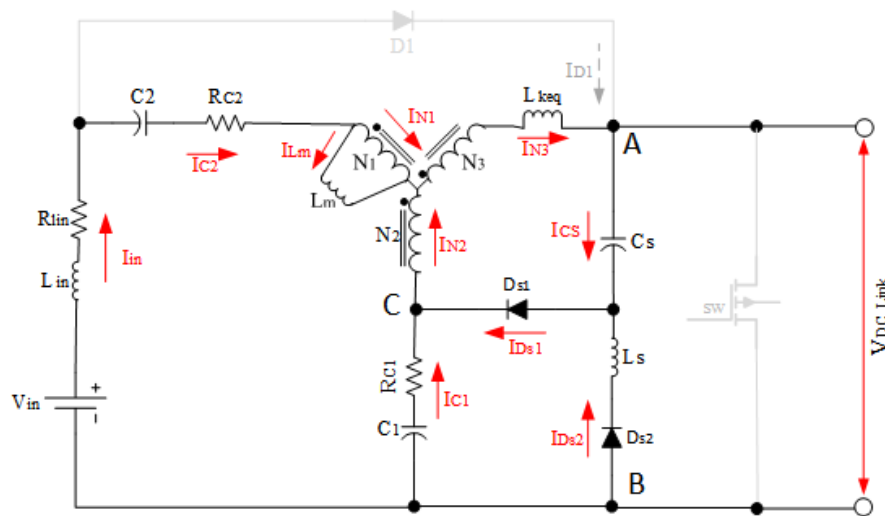 D1
ID1
C2
RC2
Lkeq
IN1
A
IC2
ILm
IN3
N1
N3
Lm
R1in
Iin
ICS
Cs
N2
IN2
Lin
C
Ds1
sw
VDC Link
IDs1
Ls
RC1
IC1
Vin
+
-
C1
IDs2
Ds2
B